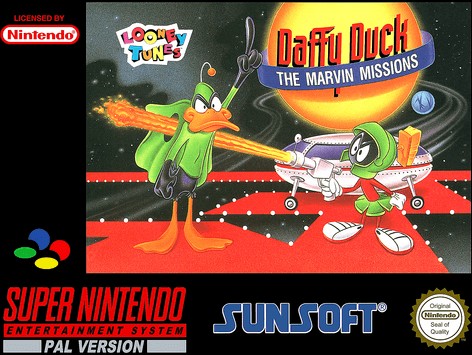 LICENSED BY
Nintendo
LOONEY
TUNES
Daffy Duck
THE MARVIN MISSIONS
SUPER NINTENDO
ENTERTAINMENT SYSTEM
PAL VERSION
SUNSOFT®
Original
Nintendo
Seal of
Quality